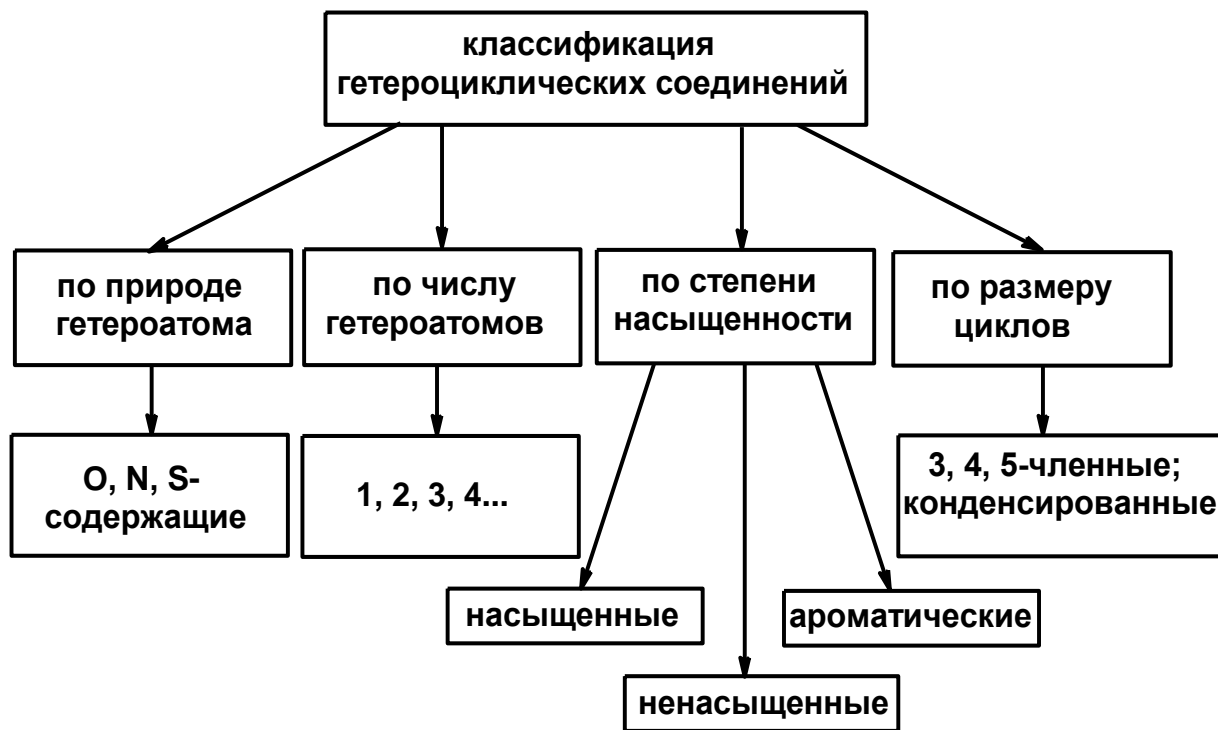 классификация
гетероциклических соединений
по природе
гетероатома
по числу
гетероатомов
по степени
насыщенности
по размеру
циклов
O, N, S-
содержащие
1, 2, 3, 4...
3, 4, 5-членные;
конденсированные
насыщенные
ароматические
ненасыщенные